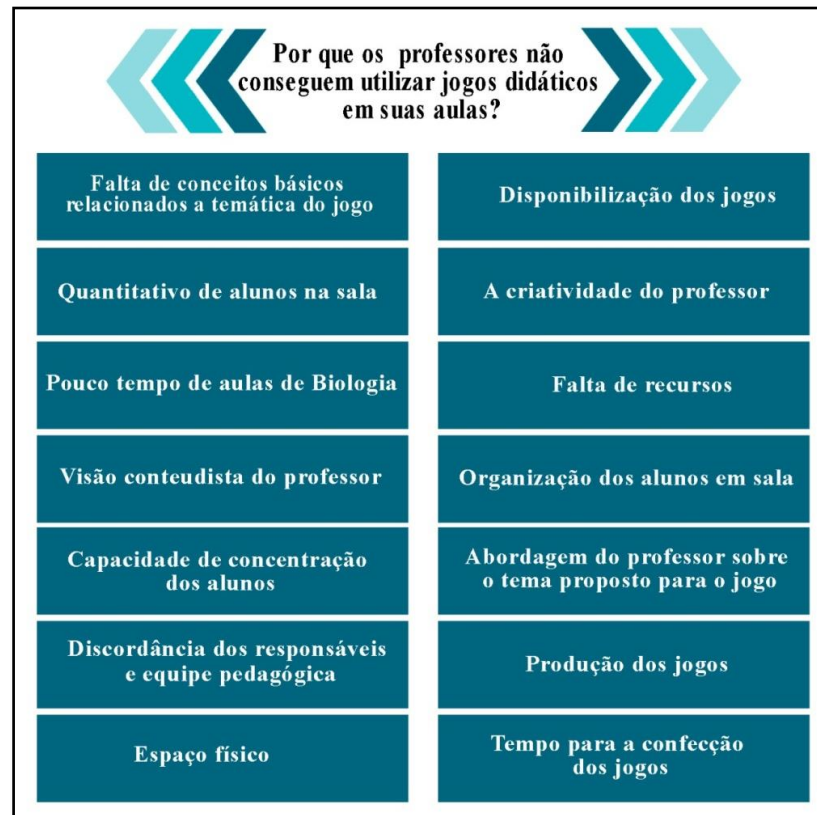 Por que os professores não
conseguem utilizar jogos didáticos
em suas aulas?
Falta de conceitos básicos
relacionados a temática do jogo
Disponibilização dos jogos
Quantitativo de alunos na sala
A criatividade do professor
Pouco tempo de aulas de Biologia
Falta de recursos
Visão conteudista do professor
Organização dos alunos em sala
Capacidade de concentração
dos alunos
Abordagem do professor sobre
o tema proposto para o jogo
Discordância dos responsáveis
e equipe pedagógica
Produção dos jogos
Espaço físico
Tempo para a confecção
dos jogos